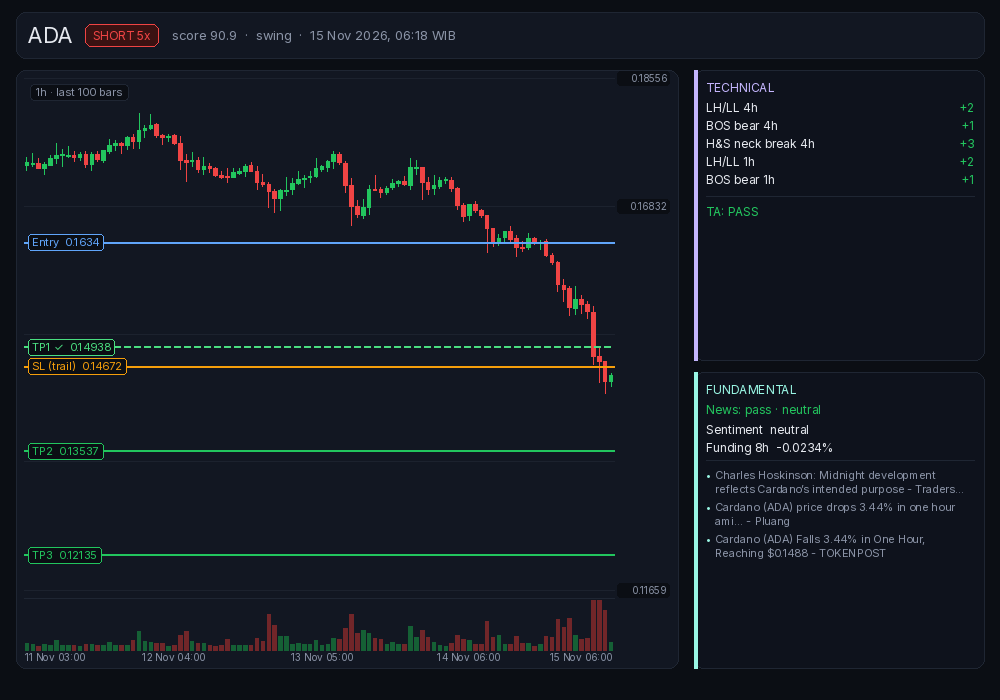 ADA SHORT 5x score 90.9 · swing · 15 Nov 2026, 06:18 WIB
1h · last 100 bars
0.18556
0.16832
Entry 0.1634
TP1 ✓ 0.14938
SL (trail) 0.14672
TP2 0.13537
TP3 0.12135
0.11659
11 Nov 03:00 12 Nov 04:00 13 Nov 05:00 14 Nov 06:00 15 Nov 06:00
TECHNICAL
LH/LL 4h +2
BOS bear 4h +1
H&S neck break 4h +3
LH/LL 1h +2
BOS bear 1h +1
TA: PASS
FUNDAMENTAL
News: pass · neutral
Sentiment neutral
Funding 8h -0.0234%
• Charles Hoskinson: Midnight development
reflects Cardano's intended purpose - Traders...
• Cardano (ADA) price drops 3.44% in one hour
ami... - Pluang
• Cardano (ADA) Falls 3.44% in One Hour,
Reaching $0.1488 - TOKENPOST